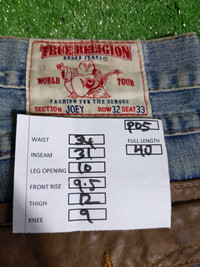 TRUE RELIGION
BRAND JEANS
WORLD TOUR
FASHION FOR THE SENSES
SECTION JOEY ROW 32 SEAT 33
PD5
WAIST 34
FULL LENGTH 40
INSEAM 31
LEG OPENING 10
FRONT RISE 9.5
THIGH 12
KNEE 9